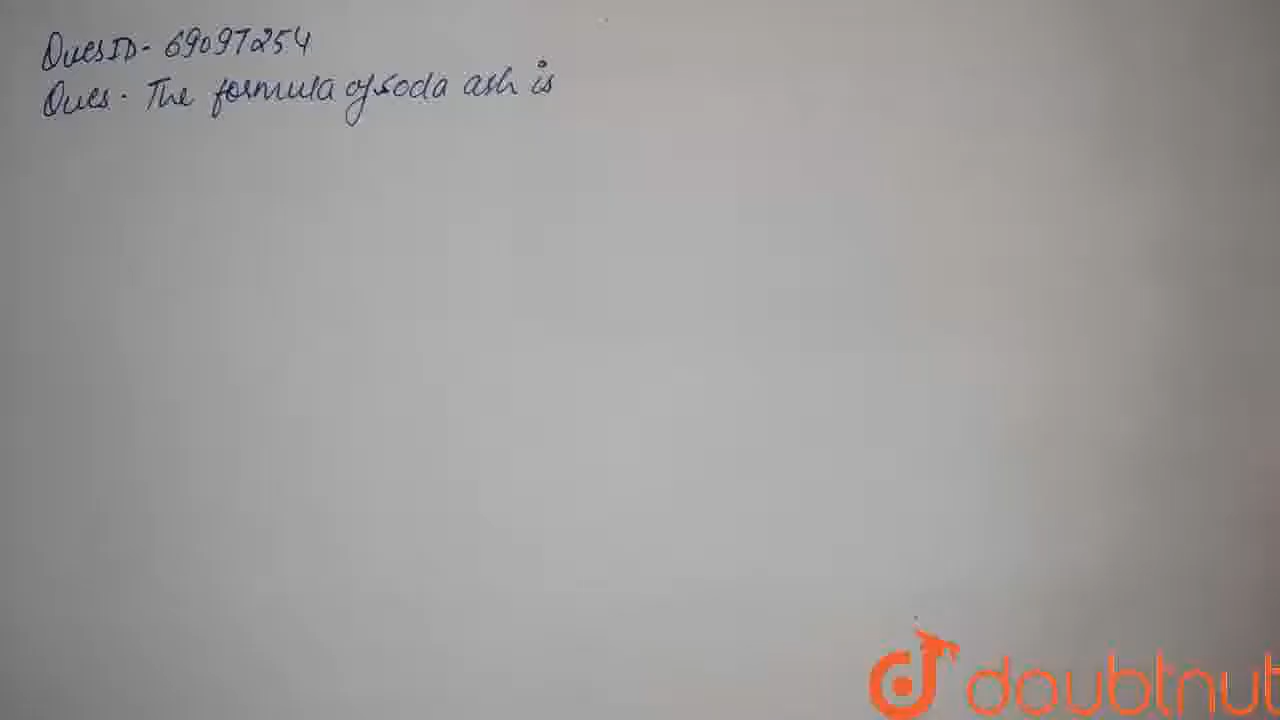 QuesID- 69097254
Ques. The formula of soda ash is
doubtnut